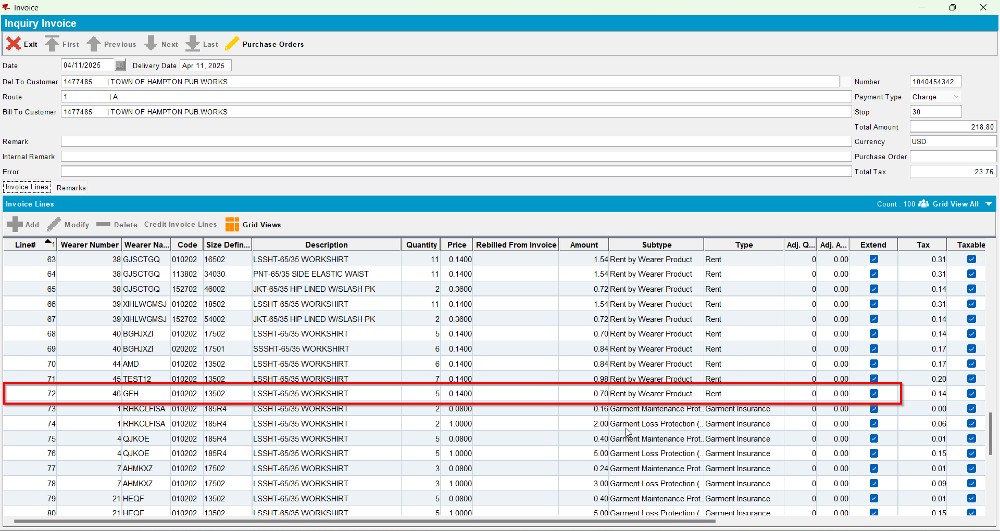 Invoice
Inquiry Invoice
Exit First Previous Next Last Purchase Orders
Date 04/11/2025 Delivery Date Apr 11, 2025
Del To Customer 1477485 | TOWN OF HAMPTON PUB.WORKS ... Number 1040454342
Route 1 | A Payment Type Charge
Bill To Customer 1477485 | TOWN OF HAMPTON PUB.WORKS Stop 30
Total Amount 218.80
Remark Currency USD
Internal Remark Purchase Order
Error Total Tax 23.76
Invoice Lines Remarks
Invoice Lines Count : 100 Grid View All
Add Modify Delete Credit Invoice Lines Grid Views
Line# 1 Wearer Number Wearer Na... Code Size Defin... Description Quantity Price Rebilled From Invoice Amount Subtype Type Adj. Q... Adj. A... Extend Tax Taxable
63 38 GJSCTGQ 010202 16502 LSSHT-65/35 WORKSHIRT 11 0.1400 1.54 Rent by Wearer Product Rent 0 0.00 0.31
64 38 GJSCTGQ 113802 34030 PNT-65/35 SIDE ELASTIC WAIST 11 0.1400 1.54 Rent by Wearer Product Rent 0 0.00 0.31
65 38 GJSCTGQ 152702 46002 JKT-65/35 HIP LINED W/SLASH PK 2 0.3600 0.72 Rent by Wearer Product Rent 0 0.00 0.14
66 39 XIHLWGMSJ 010202 18502 LSSHT-65/35 WORKSHIRT 11 0.1400 1.54 Rent by Wearer Product Rent 0 0.00 0.31
67 39 XIHLWGMSJ 152702 54002 JKT-65/35 HIP LINED W/SLASH PK 2 0.3600 0.72 Rent by Wearer Product Rent 0 0.00 0.14
68 40 BGHJXZI 010202 17502 LSSHT-65/35 WORKSHIRT 5 0.1400 0.70 Rent by Wearer Product Rent 0 0.00 0.14
69 40 BGHJXZI 020202 17501 SSSHT-65/35 WORKSHIRT 6 0.1400 0.84 Rent by Wearer Product Rent 0 0.00 0.17
70 44 AMD 010202 13502 LSSHT-65/35 WORKSHIRT 6 0.1400 0.84 Rent by Wearer Product Rent 0 0.00 0.17
71 45 TEST12 010202 13502 LSSHT-65/35 WORKSHIRT 7 0.1400 0.98 Rent by Wearer Product Rent 0 0.00 0.20
72 46 GFH 010202 13502 LSSHT-65/35 WORKSHIRT 5 0.1400 0.70 Rent by Wearer Product Rent 0 0.00 0.14
73 1 RHKCLFISA 010202 185R4 LSSHT-65/35 WORKSHIRT 2 0.0800 0.16 Garment Maintenance Prot.. Garment Insurance 0 0.00 0.00
74 1 RHKCLFISA 010202 185R4 LSSHT-65/35 WORKSHIRT 2 1.0000 2.00 Garment Loss Protection (.. Garment Insurance 0 0.00 0.06
75 4 QJKOE 010202 185R4 LSSHT-65/35 WORKSHIRT 5 0.0800 0.40 Garment Maintenance Prot.. Garment Insurance 0 0.00 0.01
76 4 QJKOE 010202 185R4 LSSHT-65/35 WORKSHIRT 5 1.0000 5.00 Garment Loss Protection (.. Garment Insurance 0 0.00 0.15
77 7 AHMKXZ 010202 17502 LSSHT-65/35 WORKSHIRT 3 0.0800 0.24 Garment Maintenance Prot.. Garment Insurance 0 0.00 0.01
78 7 AHMKXZ 010202 17502 LSSHT-65/35 WORKSHIRT 3 1.0000 3.00 Garment Loss Protection (.. Garment Insurance 0 0.00 0.09
79 21 HEQF 010202 13502 LSSHT-65/35 WORKSHIRT 5 0.0800 0.40 Garment Maintenance Prot.. Garment Insurance 0 0.00 0.01
80 21 HEQF 010202 13502 LSSHT-65/35 WORKSHIRT 5 1.0000 5.00 Garment Loss Protection ( Garment Insurance 0 0.00 0.15